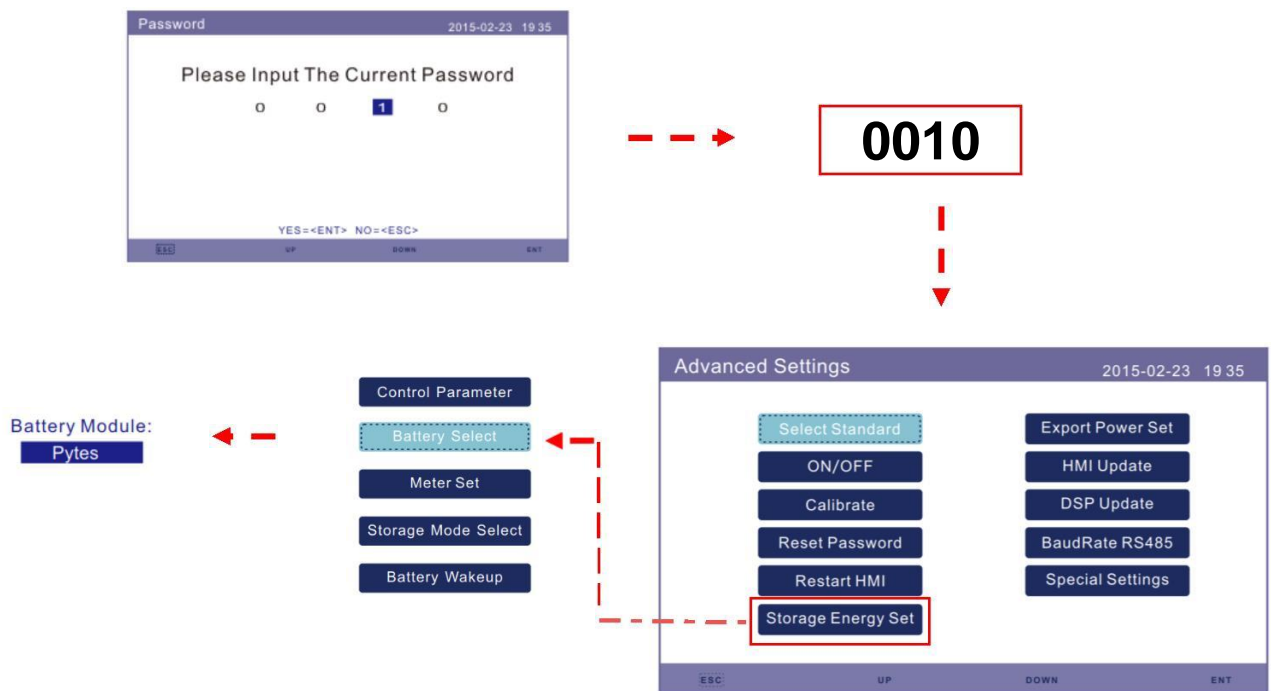 Password 2015-02-23 19 35
Please Input The Current Password
0 0 1 0
YES=<ENT> NO=<ESC>
ESC UP DOWN ENT
0010
Advanced Settings 2015-02-23 19 35
Select Standard Export Power Set
ON/OFF HMI Update
Calibrate DSP Update
Reset Password BaudRate RS485
Restart HMI Special Settings
Storage Energy Set
ESC UP DOWN ENT
Control Parameter
Battery Select
Meter Set
Storage Mode Select
Battery Wakeup
Battery Module:
Pytes